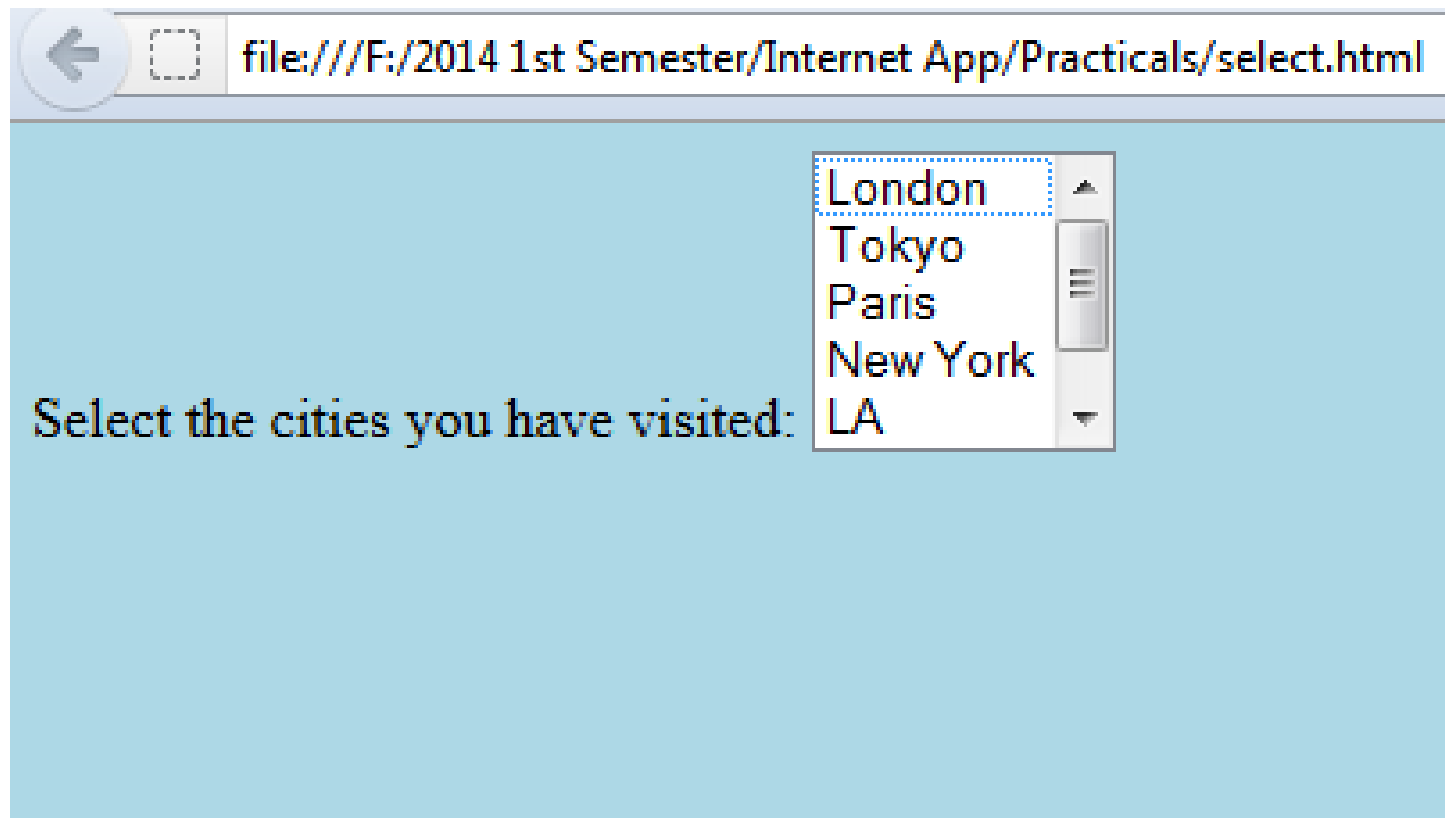 file:///F:/2014 1st Semester/Internet App/Practicals/select.html
London
Tokyo
Paris
New York
Select the cities you have visited: LA